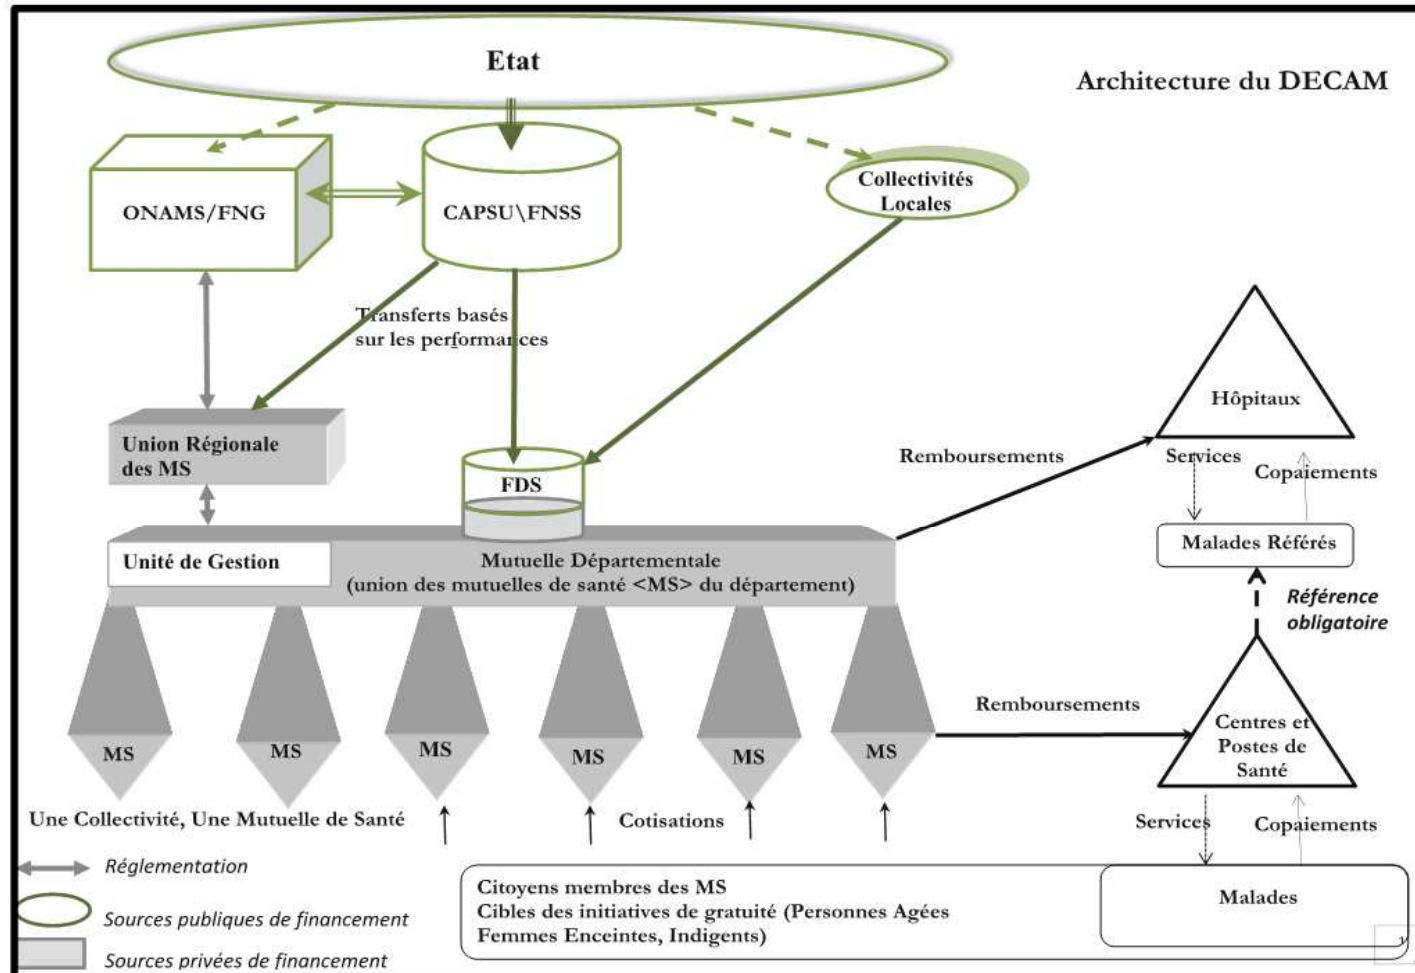 Etat
Architecture du DECAM
ONAMS/FNG
CAPSU\FNSS
Collectivités
Locales
Transferts basés
sur les performances
Hôpitaux
Union Régionale
des MS
FDS
Remboursements
Services
Copaiements
Malades Référés
Unité de Gestion
Mutuelle Départementale
(union des mutuelles de santé <MS> du département)
Référence
obligatoire
Remboursements
Centres et
Postes de
Santé
MS
MS
MS
MS
MS
MS
Une Collectivité, Une Mutuelle de Santé
Cotisations
Services
Copaiements
Réglementation
Sources publiques de financement
Sources privées de financement
Citoyens membres des MS
Cibles des initiatives de gratuité (Personnes Agées
Femmes Enceintes, Indigents)
Malades